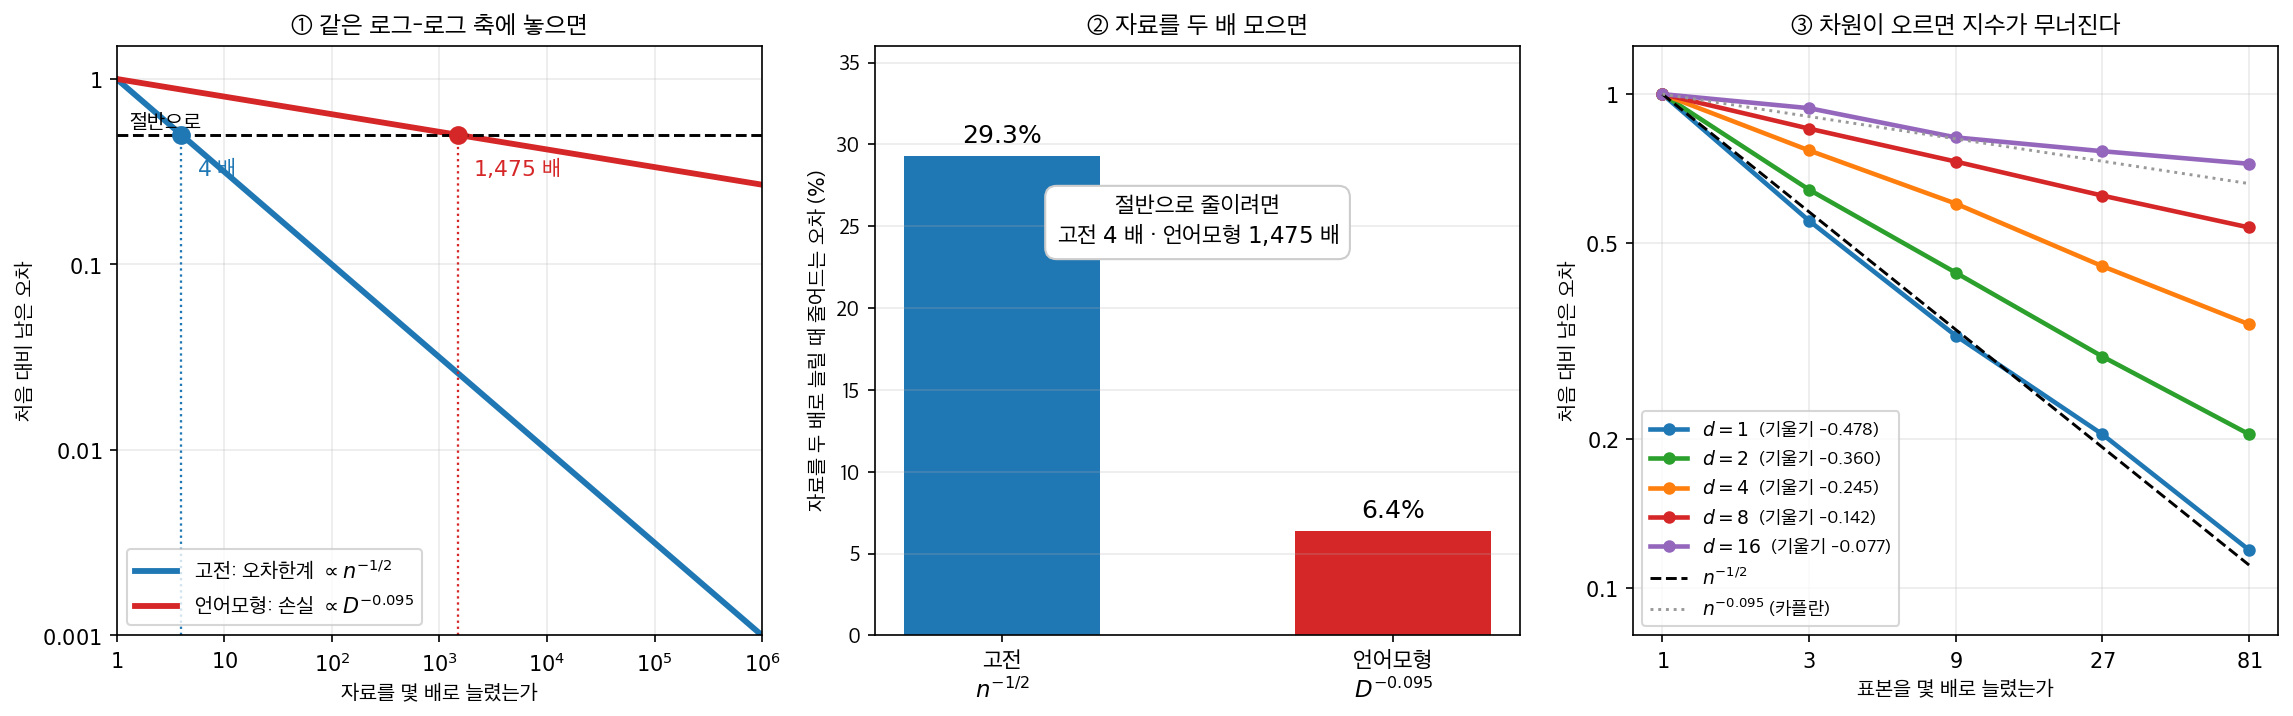 ① 같은 로그-로그 축에 놓으면
처음 대비 남은 오차
1
0.1
0.01
0.001
절반으로
4 배
1,475 배
고전: 오차한계 ∝ n^{-1/2}
언어모형: 손실 ∝ D^{-0.095}
1 10 10^2 10^3 10^4 10^5 10^6
자료를 몇 배로 늘렸는가
② 자료를 두 배 모으면
자료를 두 배로 늘릴 때 줄어드는 오차 (%)
35
30
25
20
15
10
5
0
29.3%
절반으로 줄이려면
고전 4 배 · 언어모형 1,475 배
6.4%
고전
n^{-1/2}
언어모형
D^{-0.095}
③ 차원이 오르면 지수가 무너진다
처음 대비 남은 오차
1
0.5
0.2
0.1
d = 1 (기울기 -0.478)
d = 2 (기울기 -0.360)
d = 4 (기울기 -0.245)
d = 8 (기울기 -0.142)
d = 16 (기울기 -0.077)
n^{-1/2}
n^{-0.095} (카플란)
1 3 9 27 81
표본을 몇 배로 늘렸는가